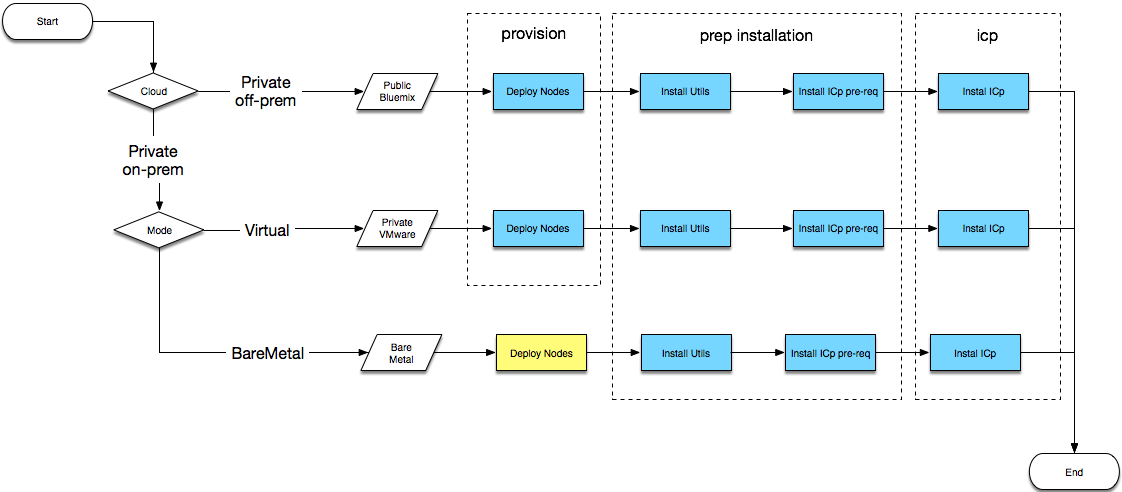 Start
provision
prep installation
icp
Cloud
Private
off-prem
Public
Bluemix
Deploy Nodes
Install Utils
Install ICp pre-req
Instal ICp
Private
on-prem
Mode
Virtual
Private
VMware
Deploy Nodes
Install Utils
Install ICp pre-req
Instal ICp
BareMetal
Bare
Metal
Deploy Nodes
Install Utils
Install ICp pre-req
Instal ICp
End